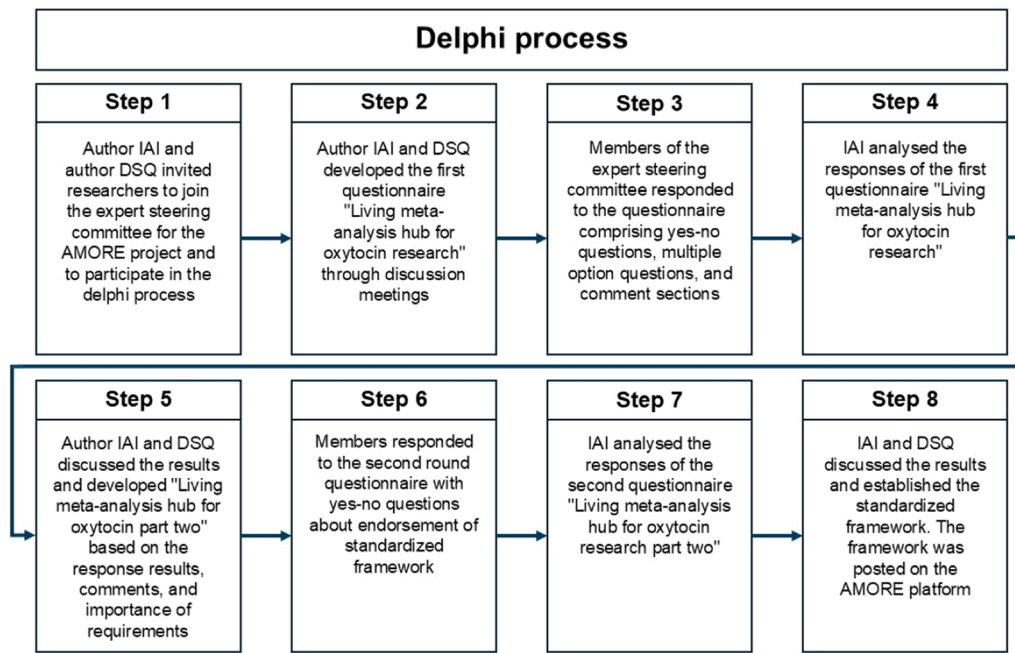 Delphi process
Step 1
Author IAI and
author DSQ invited
researchers to join
the expert steering
committee for the
AMORE project and
to participate in the
delphi process
Step 2
Author IAI and DSQ
developed the first
questionnaire
"Living meta-
analysis hub for
oxytocin research"
through discussion
meetings
Step 3
Members of the
expert steering
committee responded
to the questionnaire
comprising yes-no
questions, multiple
option questions, and
comment sections
Step 4
IAI analysed the
responses of the first
questionnaire "Living
meta-analysis hub
for oxytocin
research"
Step 5
Author IAI and DSQ
discussed the results
and developed "Living
meta-analysis hub for
oxytocin part two"
based on the
response results,
comments, and
importance of
requirements
Step 6
Members responded
to the second round
questionnaire with
yes-no questions
about endorsement of
standardized
framework
Step 7
IAI analysed the
responses of the
second questionnaire
"Living meta-analysis
hub for oxytocin
research part two"
Step 8
IAI and DSQ
discussed the results
and established the
standardized
framework. The
framework was
posted on the
AMORE platform